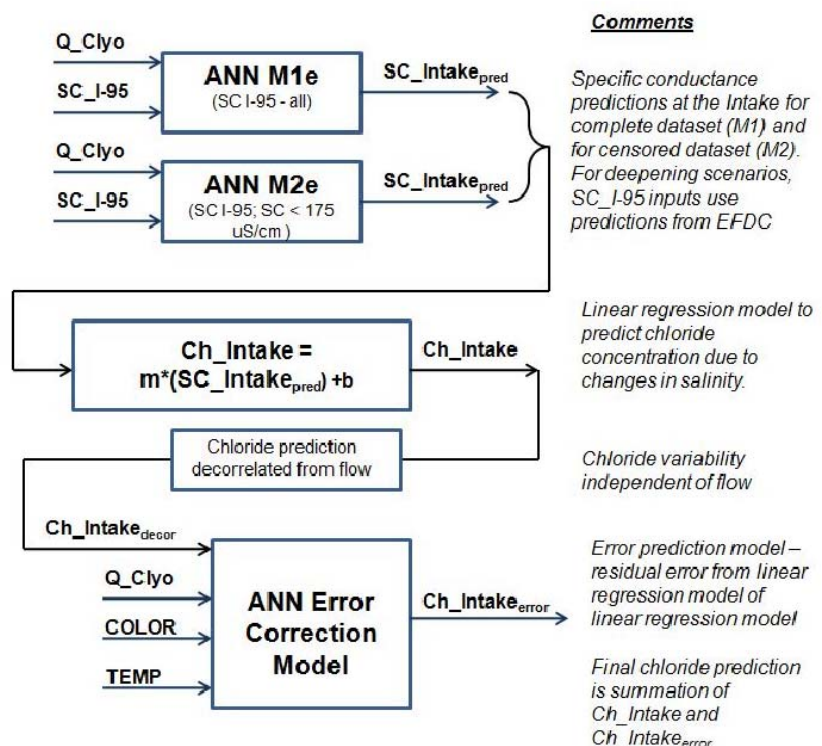 Comments
Q_Clyo
SC_I-95
ANN M1e
(SC I-95 - all)
SC_Intakepred
Q_Clyo
SC_I-95
ANN M2e
(SC I-95; SC < 175
uS/cm )
SC_Intakepred
Specific conductance
predictions at the Intake for
complete dataset (M1) and
for censored dataset (M2).
For deepening scenarios,
SC_I-95 inputs use
predictions from EFDC
Ch_Intake =
m*(SC_Intakepred) +b
Ch_Intake
Linear regression model to
predict chloride
concentration due to
changes in salinity.
Chloride prediction
decorrelated from flow
Chloride variability
independent of flow
Ch_Intakedecor
Q_Clyo
COLOR
TEMP
ANN Error
Correction
Model
Ch_Intakeerror
Error prediction model –
residual error from linear
regression model of
linear regression model
Final chloride prediction
is summation of
Ch_Intake and
Ch_Intakeerror